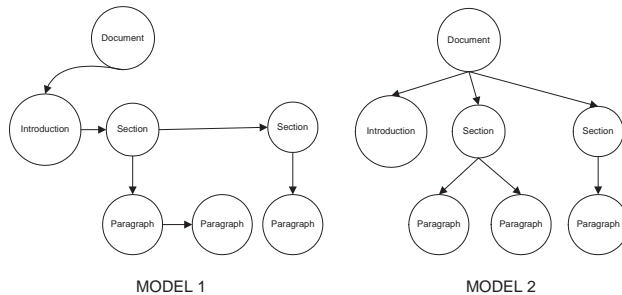 Document
Introduction
Section
Section
Paragraph
Paragraph
Paragraph
MODEL 1
Document
Introduction
Section
Section
Paragraph
Paragraph
Paragraph
MODEL 2